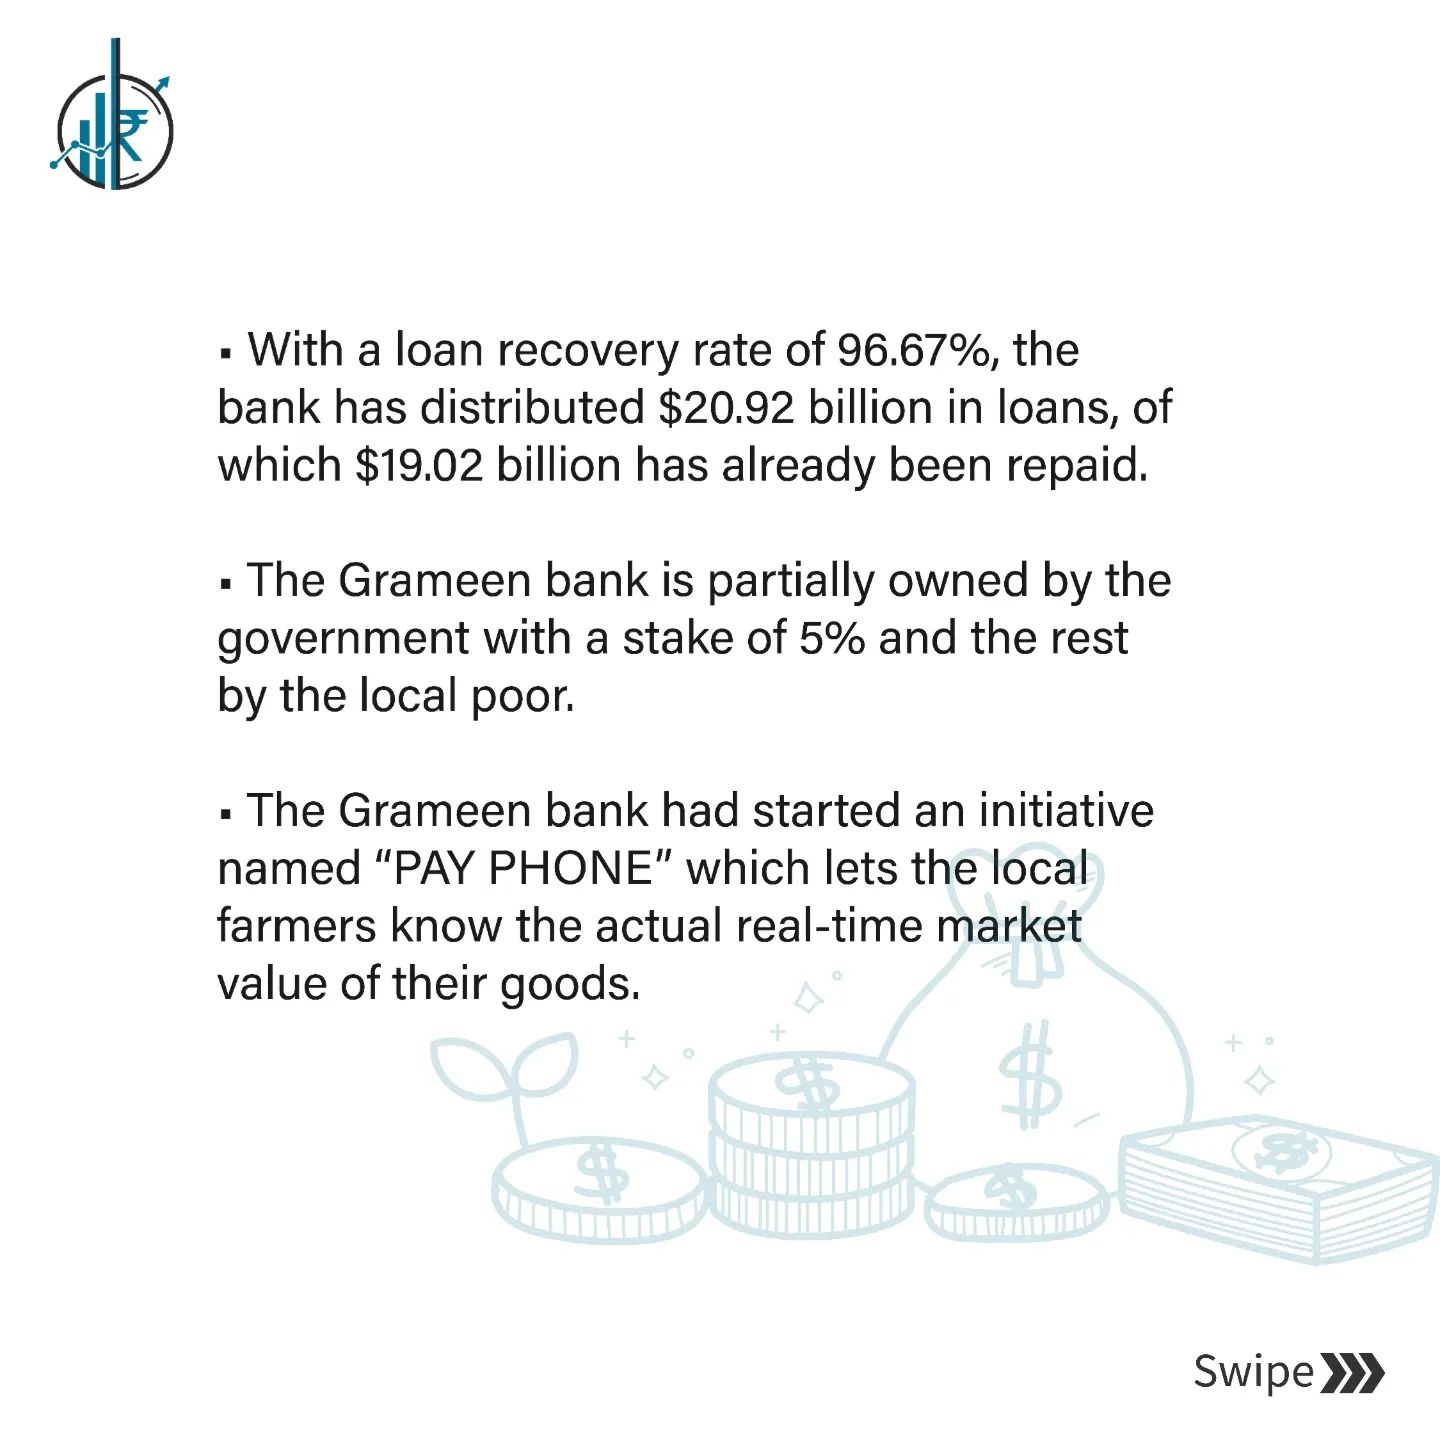 ▪ With a loan recovery rate of 96.67%, the
bank has distributed $20.92 billion in loans, of
which $19.02 billion has already been repaid.
▪ The Grameen bank is partially owned by the
government with a stake of 5% and the rest
by the local poor.
▪ The Grameen bank had started an initiative
named “PAY PHONE” which lets the local
farmers know the actual real-time market
value of their goods.
Swipe